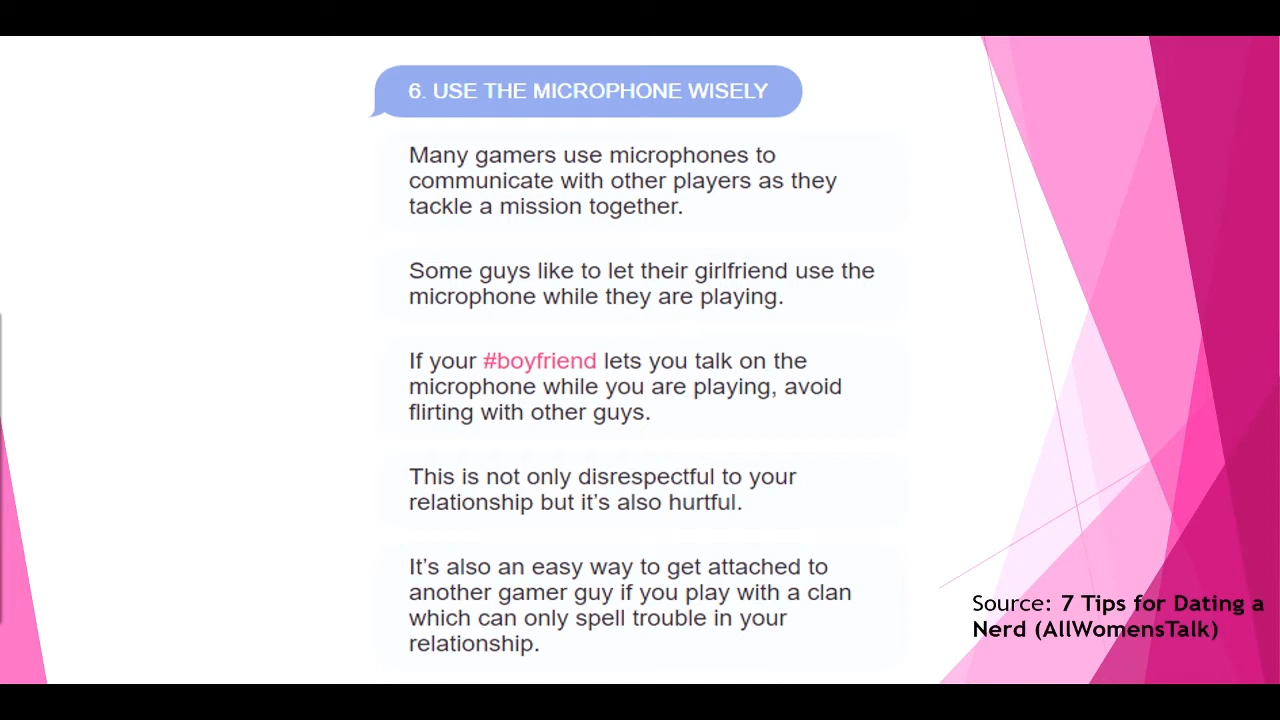 6. USE THE MICROPHONE WISELY
Many gamers use microphones to
communicate with other players as they
tackle a mission together.
Some guys like to let their girlfriend use the
microphone while they are playing.
If your #boyfriend lets you talk on the
microphone while you are playing, avoid
flirting with other guys.
This is not only disrespectful to your
relationship but it’s also hurtful.
It’s also an easy way to get attached to
another gamer guy if you play with a clan
which can only spell trouble in your
relationship.
Source: 7 Tips for Dating a
Nerd (AllWomensTalk)